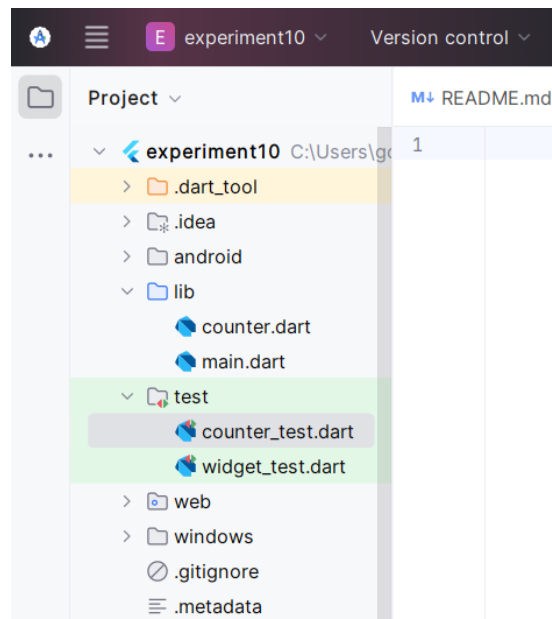 E experiment10 Version control
Project
M↓ README.md
experiment10 C:\Users\gc
1
.dart_tool
.idea
android
lib
counter.dart
main.dart
test
counter_test.dart
widget_test.dart
web
windows
.gitignore
.metadata